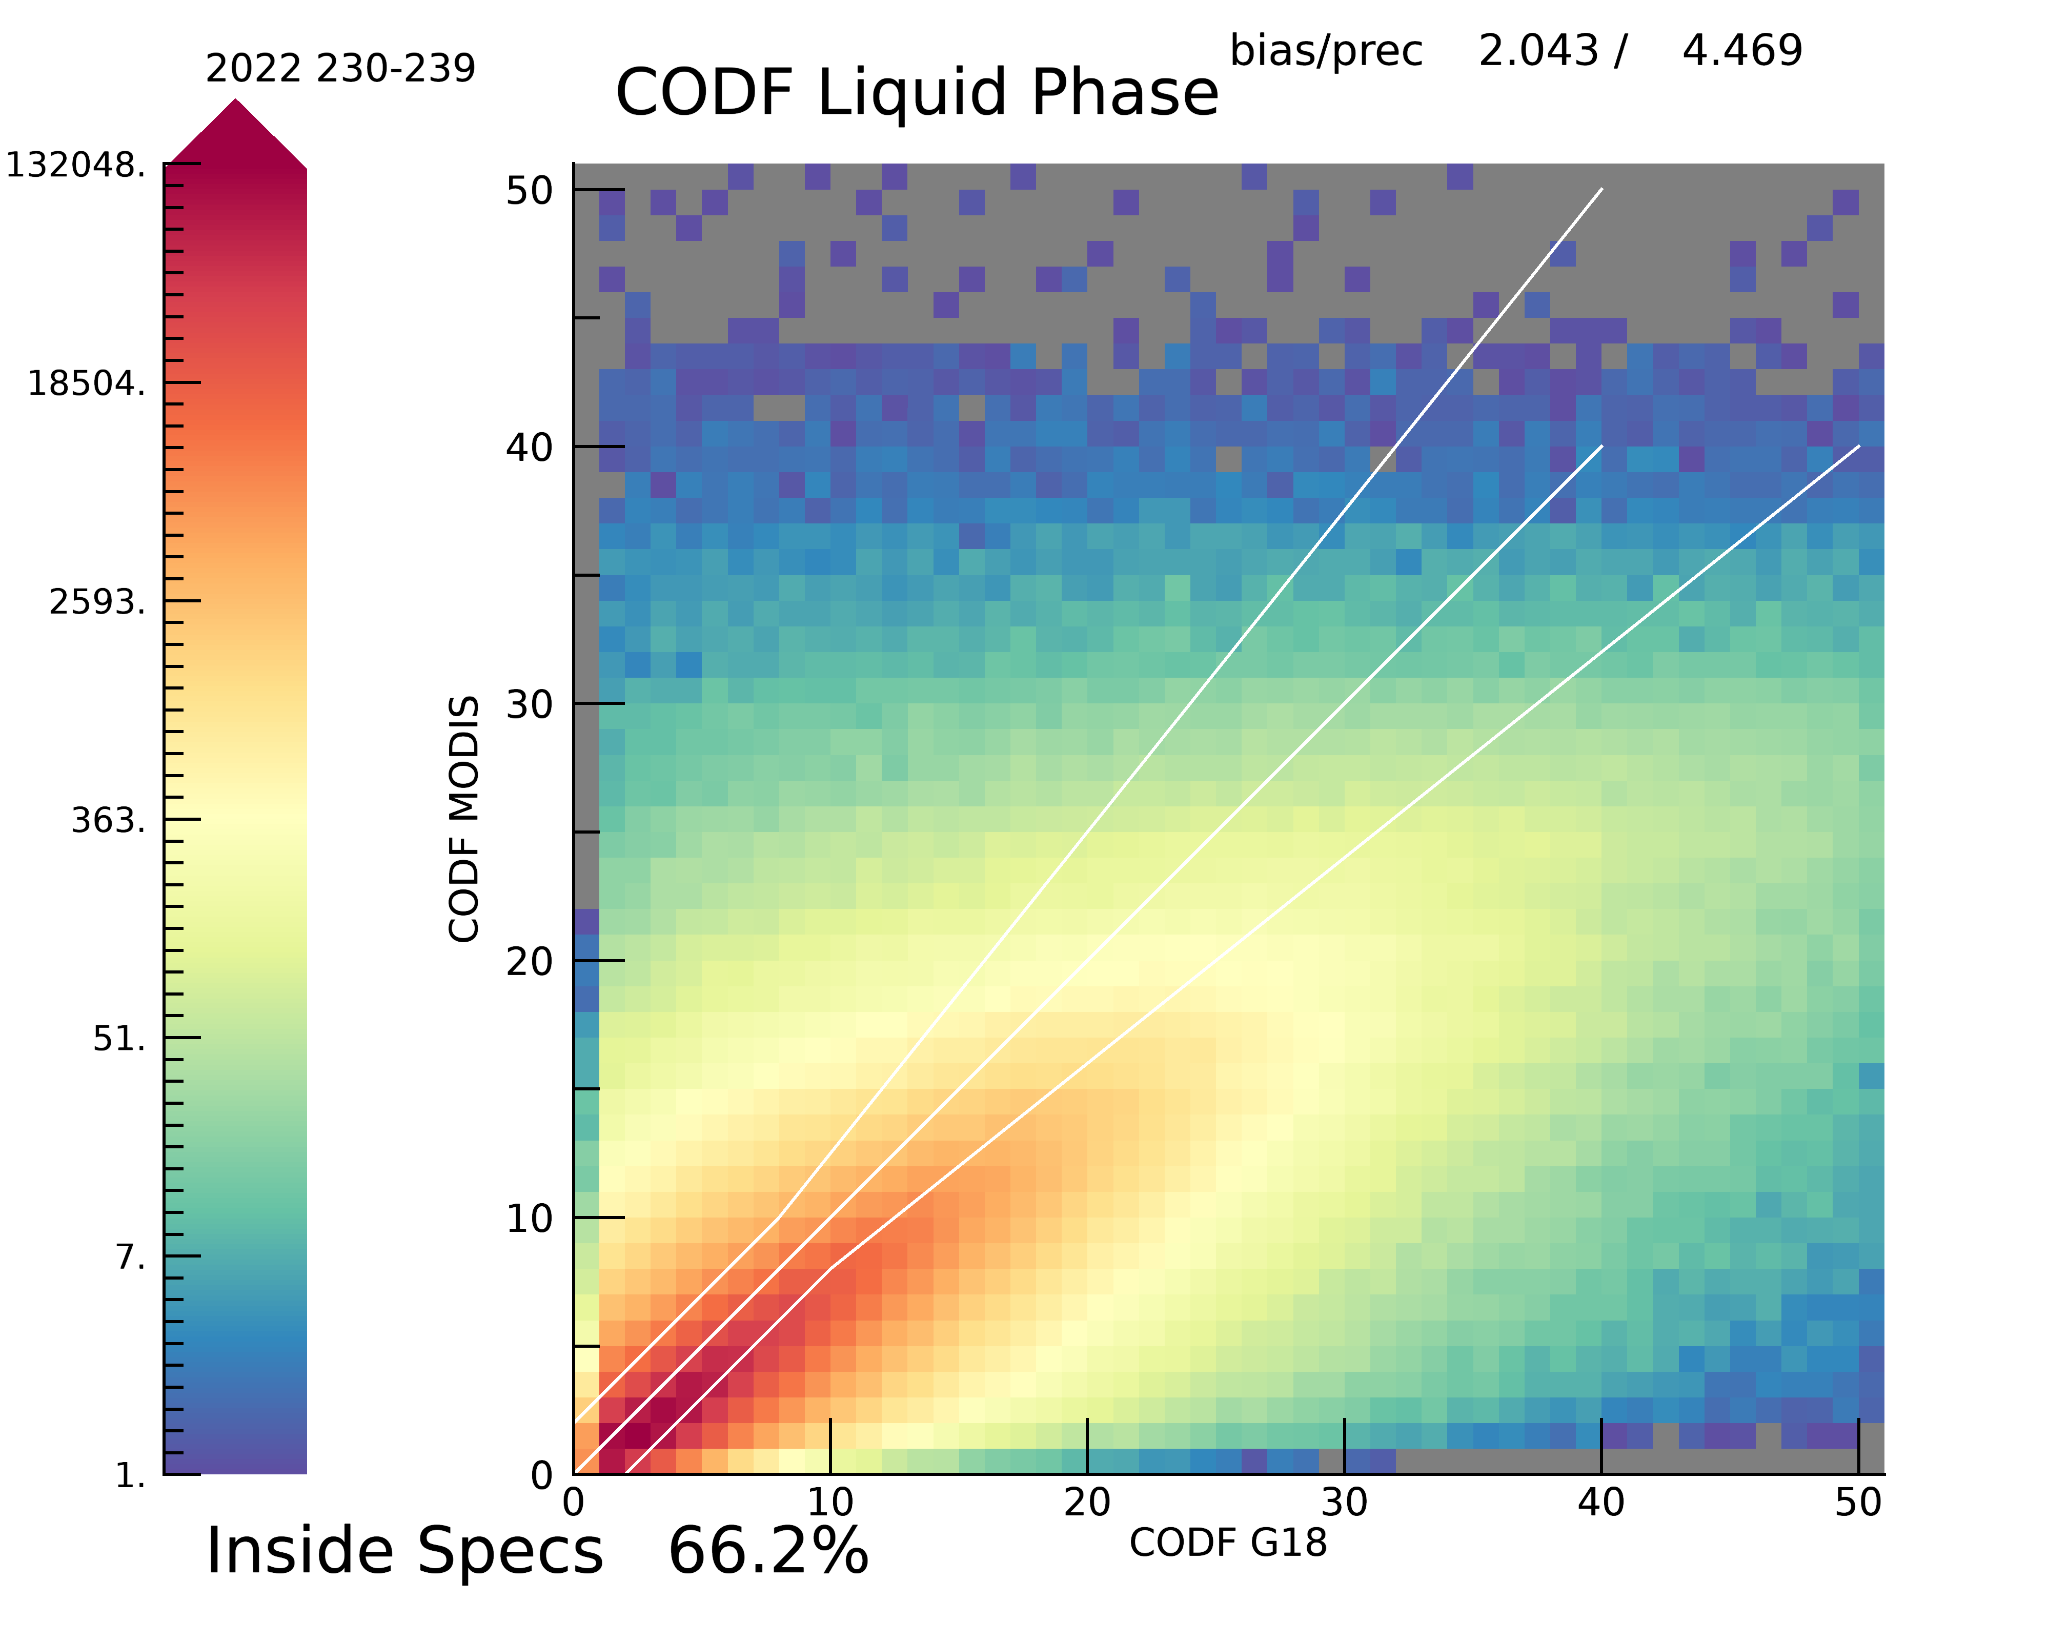 2022 230-239
bias/prec 2.043 / 4.469
CODF Liquid Phase
132048.
18504.
2593.
363.
51.
7.
1.
CODF MODIS
50
40
30
20
10
0
0 10 20 30 40 50
CODF G18
Inside Specs 66.2%